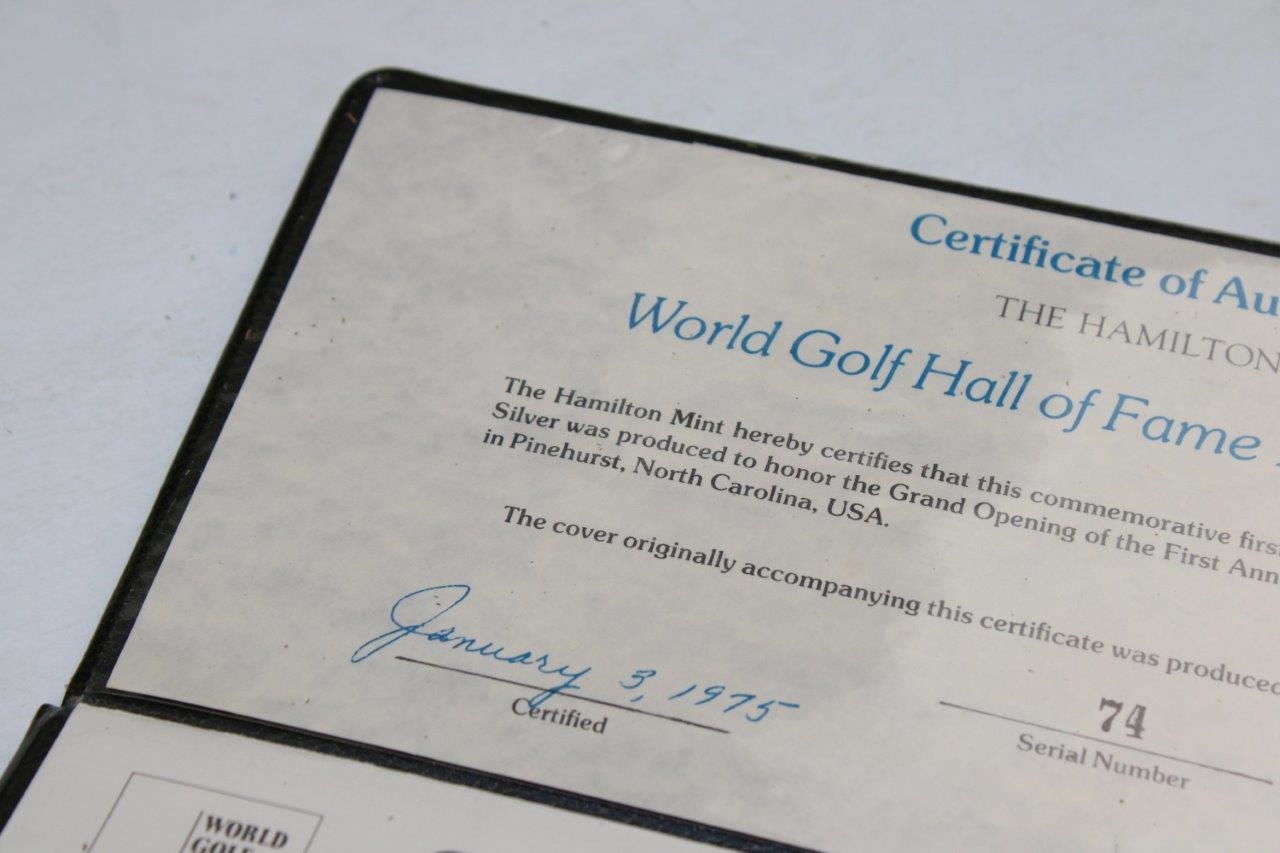 Certificate of Au
THE HAMILTON
World Golf Hall of Fame
The Hamilton Mint hereby certifies that this commemorative first
Silver was produced to honor the Grand Opening of the First Ann
in Pinehurst, North Carolina, USA.
The cover originally accompanying this certificate was produced
January 3, 1975
Certified
74
Serial Number
WORLD
GOLF